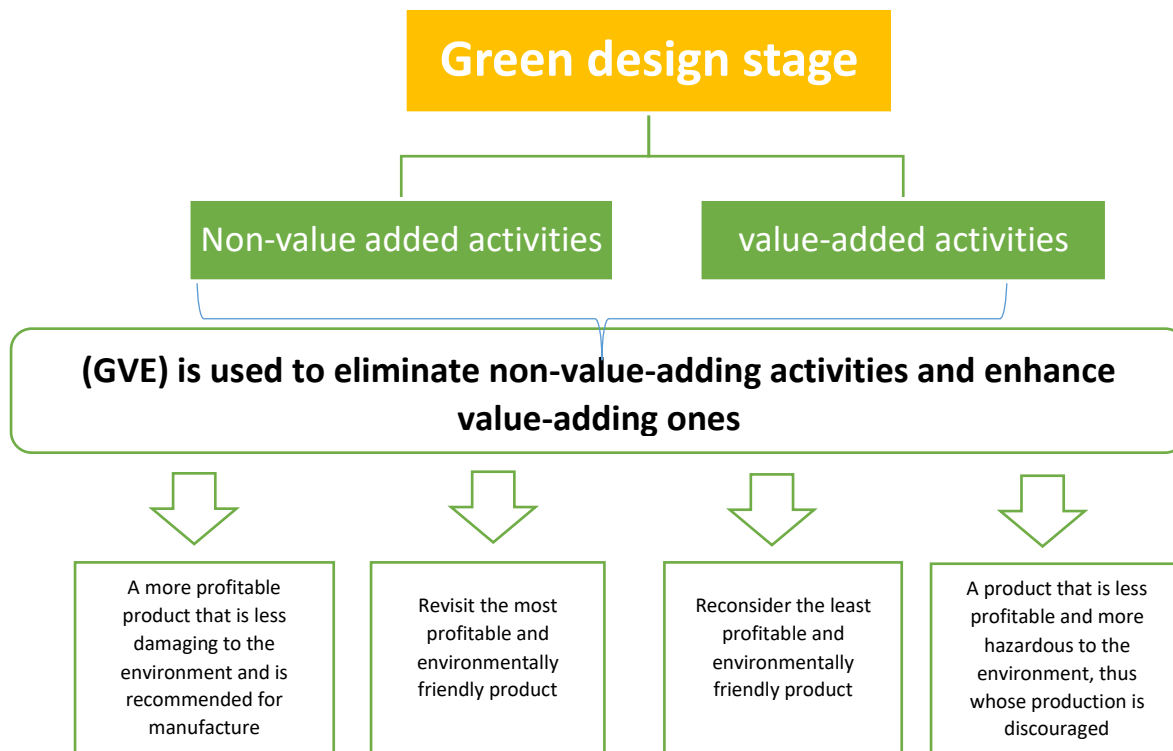 Green design stage
Non-value added activities
value-added activities
(GVE) is used to eliminate non-value-adding activities and enhance
value-adding ones
A more profitable
product that is less
damaging to the
environment and is
recommended for
manufacture
Revisit the most
profitable and
environmentally
friendly product
Reconsider the least
profitable and
environmentally
friendly product
A product that is less
profitable and more
hazardous to the
environment, thus
whose production is
discouraged